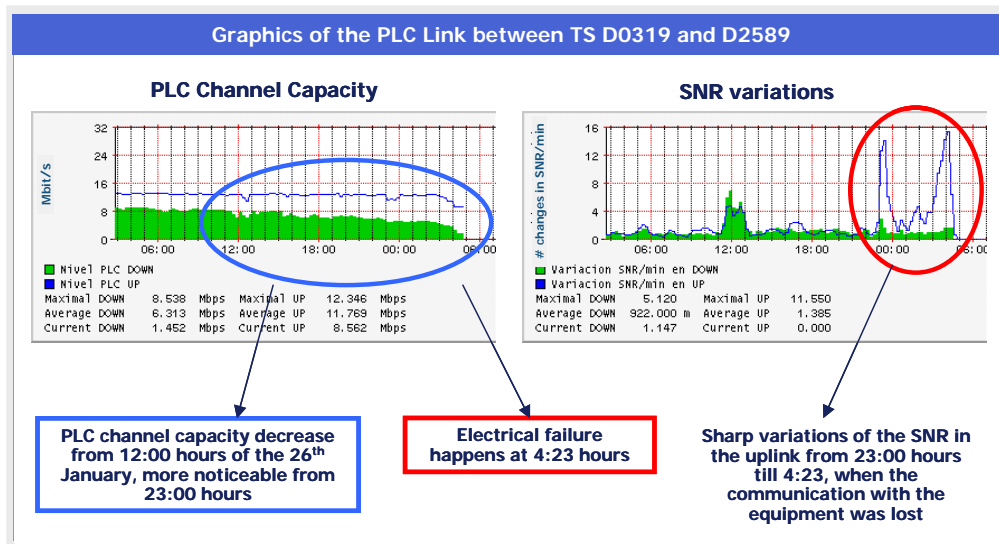 Graphics of the PLC Link between TS D0319 and D2589
PLC Channel Capacity
Mbit/s
32
24
16
8
0
06:00 12:00 18:00 00:00 06:00
Nivel PLC DOWN
Nivel PLC UP
Maximal DOWN 8.538 Mbps Maximal UP 12.346 Mbps
Average DOWN 6.313 Mbps Average UP 11.769 Mbps
Current DOWN 1.452 Mbps Current UP 8.562 Mbps
SNR variations
# changes in SNR/min
16
12
8
4
0
06:00 12:00 18:00 00:00 06:00
Variacion SNR/min en DOWN
Variacion SNR/min en UP
Maximal DOWN 5.120 Maximal UP 11.550
Average DOWN 922.000 m Average UP 1.385
Current DOWN 1.147 Current UP 0.000
PLC channel capacity decrease
from 12:00 hours of the 26th
January, more noticeable from
23:00 hours
Electrical failure
happens at 4:23 hours
Sharp variations of the SNR in
the uplink from 23:00 hours
till 4:23, when the
communication with the
equipment was lost